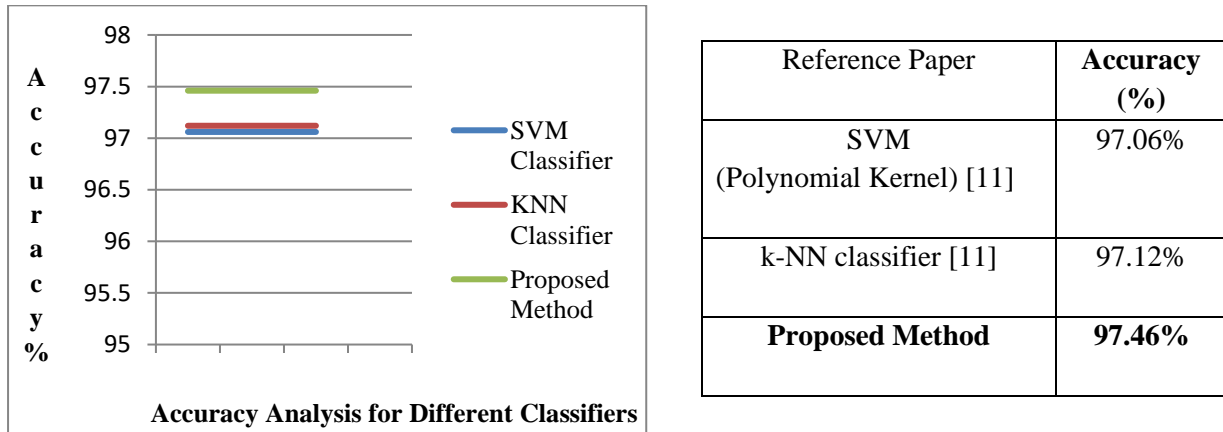 98
97.5
97
96.5
96
95.5
95
A
c
c
u
r
a
c
y
%
SVM
Classifier
KNN
Classifier
Proposed
Method
Accuracy Analysis for Different Classifiers
Reference Paper
Accuracy
(%)
SVM
(Polynomial Kernel) [11]
97.06%
k-NN classifier [11]
97.12%
Proposed Method
97.46%